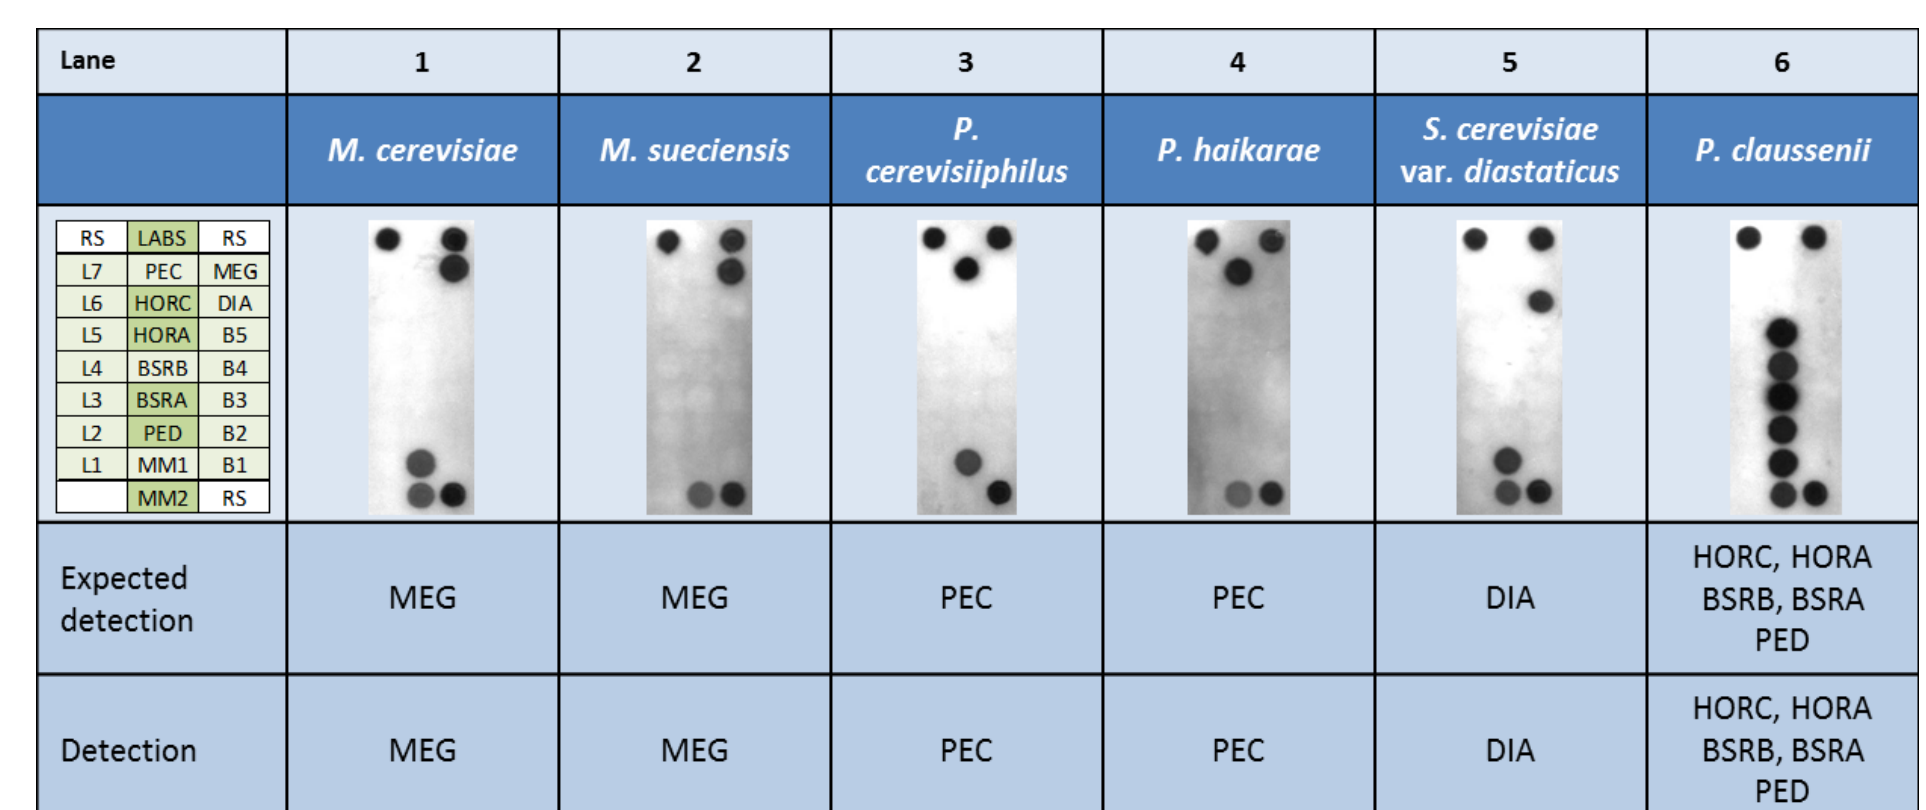 Lane 1 2 3 4 5 6
M. cerevisiae M. sueciensis P. cerevisiiphilus P. haikarae S. cerevisiae var. diastaticus P. claussenii
RS LABS RS
L7 PEC MEG
L6 HORC DIA
L5 HORA B5
L4 BSRB B4
L3 BSRA B3
L2 PED B2
L1 MM1 B1
MM2 RS
Expected detection MEG MEG PEC PEC DIA HORC, HORA BSRB, BSRA PED
Detection MEG MEG PEC PEC DIA HORC, HORA BSRB, BSRA PED